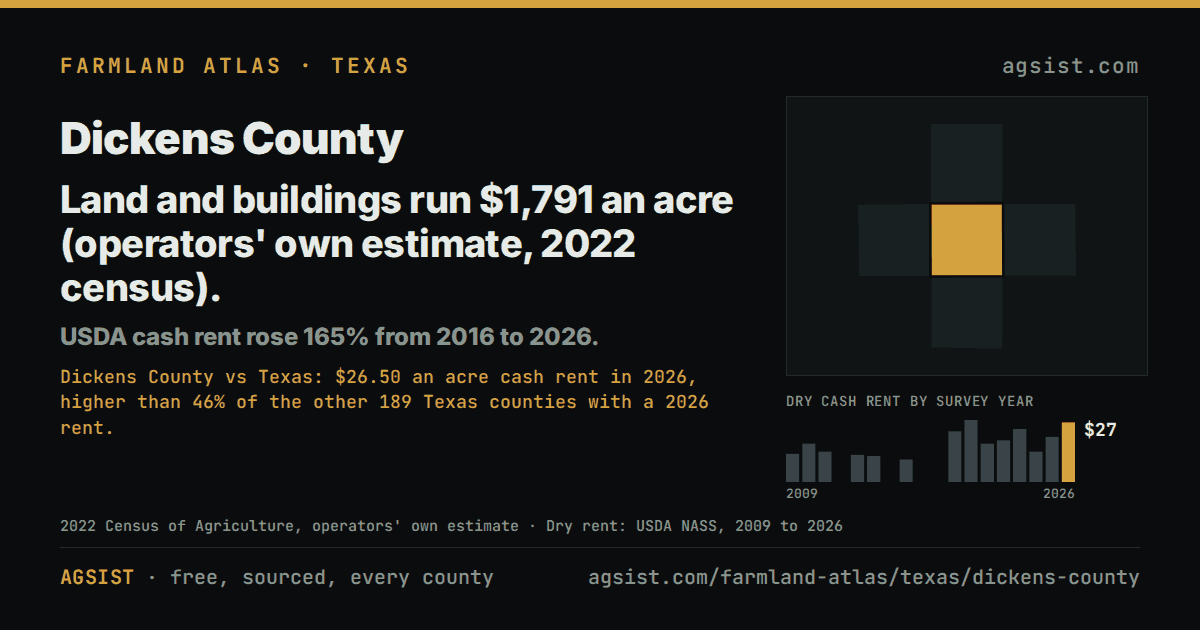 FARMLAND ATLAS · TEXAS
agsist.com
Dickens County
Land and buildings run $1,791 an acre
(operators' own estimate, 2022
census).
USDA cash rent rose 165% from 2016 to 2026.
Dickens County vs Texas: $26.50 an acre cash rent in 2026,
higher than 46% of the other 189 Texas counties with a 2026
rent.
DRY CASH RENT BY SURVEY YEAR
$27
2009
2026
2022 Census of Agriculture, operators' own estimate · Dry rent: USDA NASS, 2009 to 2026
AGSIST · free, sourced, every county
agsist.com/farmland-atlas/texas/dickens-county